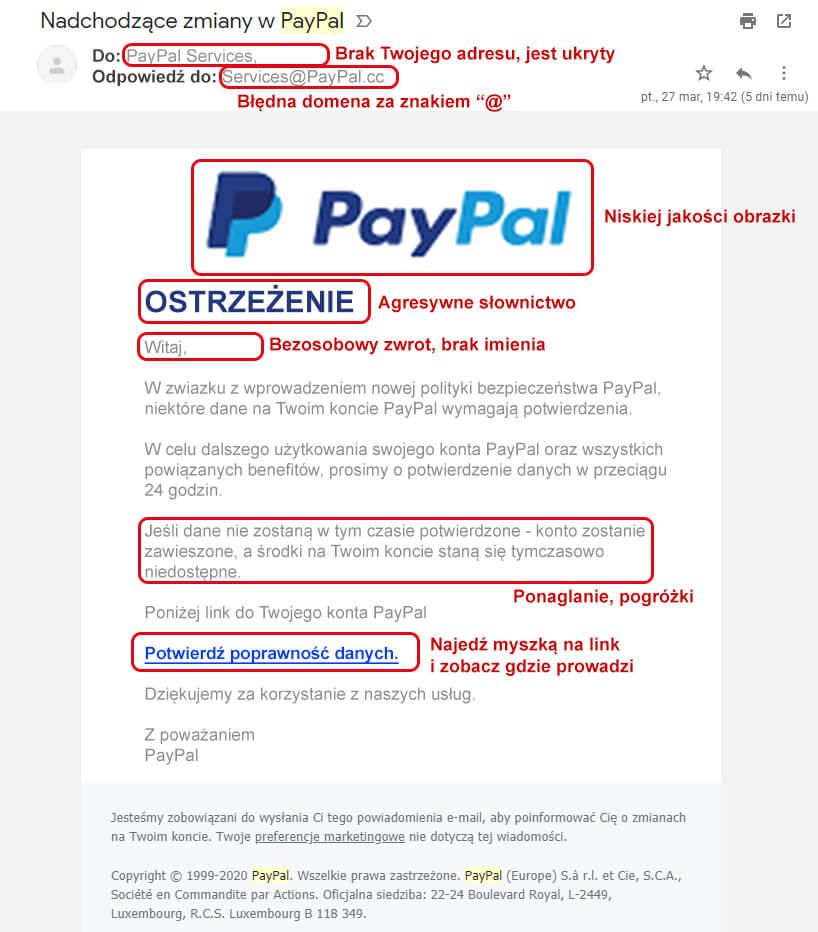 Nadchodzące zmiany w PayPal
Do: PayPal Services, Brak Twojego adresu, jest ukryty
Odpowiedź do: Services@PayPal.cc
Błędna domena za znakiem “@”
pt., 27 mar, 19:42 (5 dni temu)
PayPal
Niskiej jakości obrazki
OSTRZEŻENIE Agresywne słownictwo
Witaj, Bezosobowy zwrot, brak imienia
W zwiazku z wprowadzeniem nowej polityki bezpieczeństwa PayPal,
niektóre dane na Twoim koncie PayPal wymagają potwierdzenia.
W celu dalszego użytkowania swojego konta PayPal oraz wszystkich
powiązanych benefitów, prosimy o potwierdzenie danych w przeciągu
24 godzin.
Jeśli dane nie zostaną w tym czasie potwierdzone - konto zostanie
zawieszone, a środki na Twoim koncie staną się tymczasowo
niedostępne.
Ponaglanie, pogróżki
Poniżej link do Twojego konta PayPal
Potwierdź poprawność danych. Najedź myszką na link
i zobacz gdzie prowadzi
Dziękujemy za korzystanie z naszych usług.
Z poważaniem
PayPal
Jesteśmy zobowiązani do wysłania Ci tego powiadomienia e-mail, aby poinformować Cię o zmianach
na Twoim koncie. Twoje preferencje marketingowe nie dotyczą tej wiadomości.
Copyright © 1999-2020 PayPal. Wszelkie prawa zastrzeżone. PayPal (Europe) S.à r.l. et Cie, S.C.A.,
Société en Commandite par Actions. Oficjalna siedziba: 22-24 Boulevard Royal, L-2449,
Luxembourg, R.C.S. Luxembourg B 118 349.